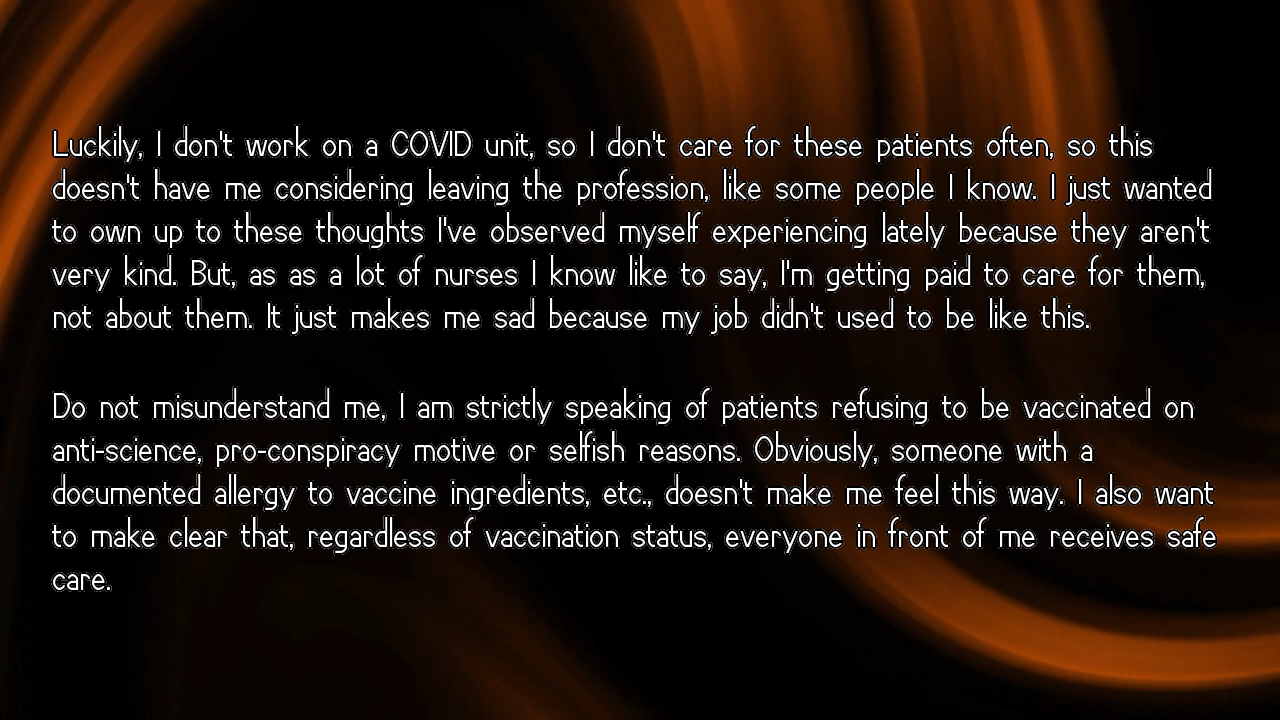 Luckily, I don't work on a COVID unit, so I don't care for these patients often, so this
doesn't have me considering leaving the profession, like some people I know. I just wanted
to own up to these thoughts I've observed myself experiencing lately because they aren't
very kind. But, as as a lot of nurses I know like to say, I'm getting paid to care for them,
not about them. It just makes me sad because my job didn't used to be like this.
Do not misunderstand me, I am strictly speaking of patients refusing to be vaccinated on
anti-science, pro-conspiracy motive or selfish reasons. Obviously, someone with a
documented allergy to vaccine ingredients, etc., doesn't make me feel this way. I also want
to make clear that, regardless of vaccination status, everyone in front of me receives safe
care.